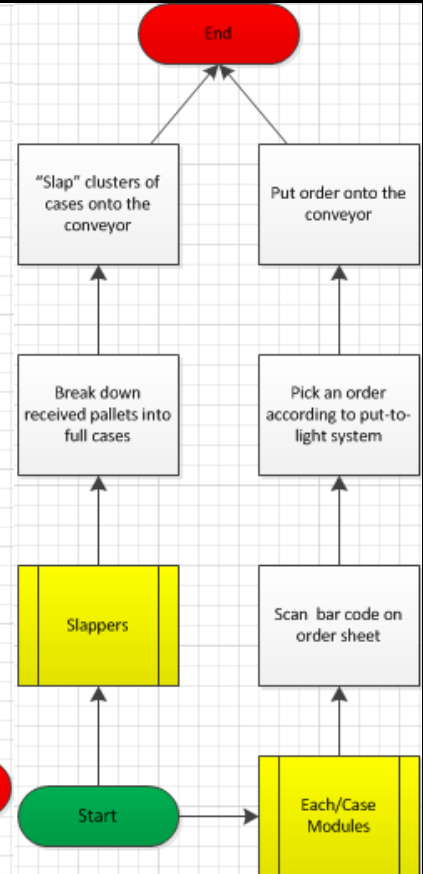 End
“Slap” clusters of
cases onto the
conveyor
Put order onto the
conveyor
Break down
received pallets into
full cases
Pick an order
according to put-to-
light system
Slappers
Scan bar code on
order sheet
Start
Each/Case
Modules